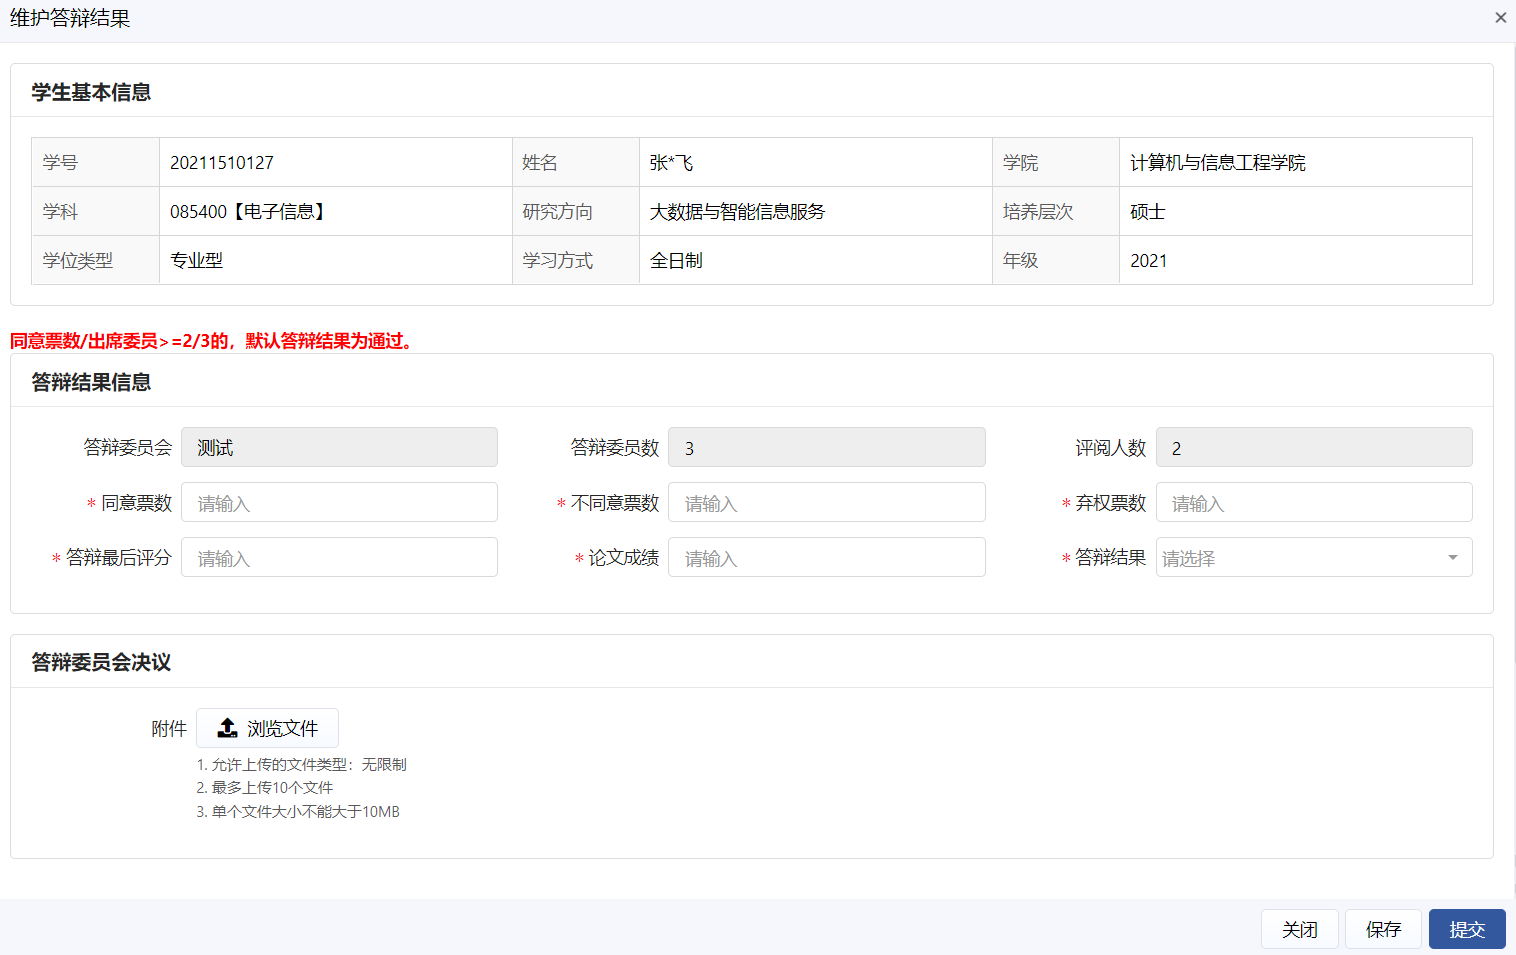 维护答辩结果
学生基本信息
学号 20211510127 姓名 张*飞 学院 计算机与信息工程学院
学科 085400【电子信息】 研究方向 大数据与智能信息服务 培养层次 硕士
学位类型 专业型 学习方式 全日制 年级 2021
同意票数/出席委员>=2/3的，默认答辩结果为通过。
答辩结果信息
答辩委员会 测试 答辩委员数 3 评阅人数 2
* 同意票数 请输入 * 不同意票数 请输入 * 弃权票数 请输入
* 答辩最后评分 请输入 * 论文成绩 请输入 * 答辩结果 请选择
答辩委员会决议
附件 浏览文件
1. 允许上传的文件类型：无限制
2. 最多上传10个文件
3. 单个文件大小不能大于10MB
关闭 保存 提交